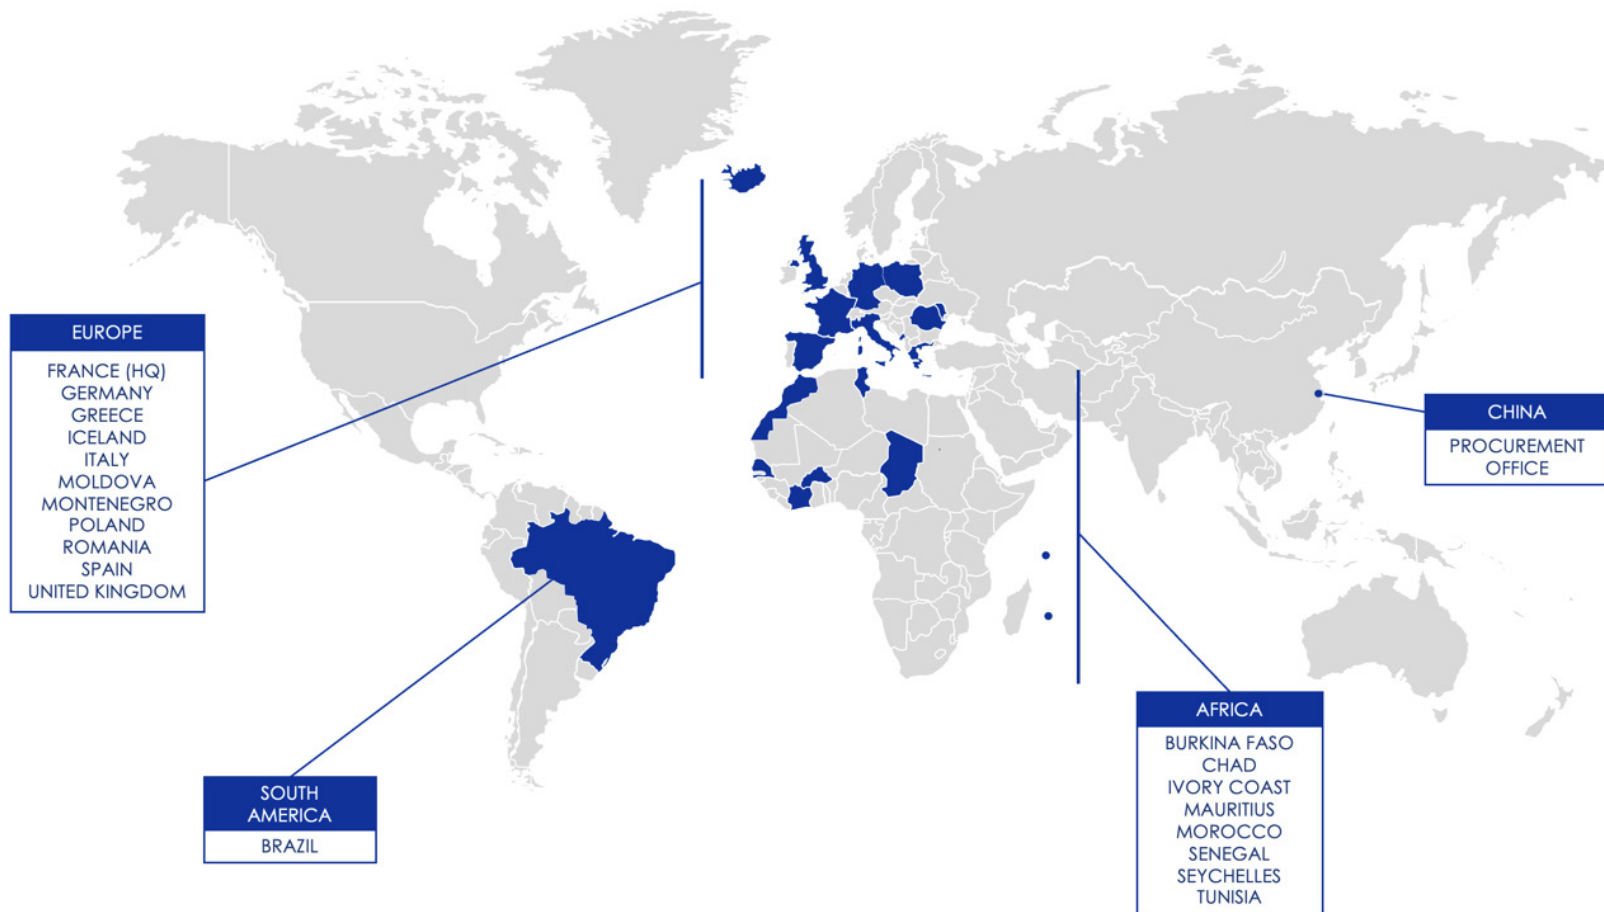 EUROPE
FRANCE (HQ)
GERMANY
GREECE
ICELAND
ITALY
MOLDOVA
MONTENEGRO
POLAND
ROMANIA
SPAIN
UNITED KINGDOM
SOUTH
AMERICA
BRAZIL
CHINA
PROCUREMENT
OFFICE
AFRICA
BURKINA FASO
CHAD
IVORY COAST
MAURITIUS
MOROCCO
SENEGAL
SEYCHELLES
TUNISIA